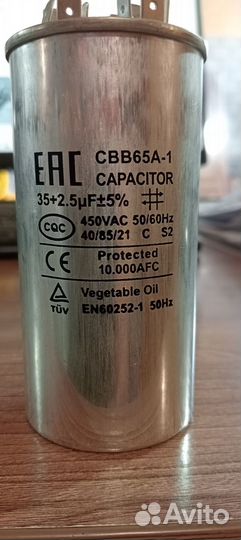 EAC CBB65A-1
CAPACITOR
35+2.5µF±5%
CQC 450VAC 50/60Hz
40/85/21 C S2
CE Protected
10.000AFC
TÜV Vegetable Oil
EN60252-1 50Hz
Avito